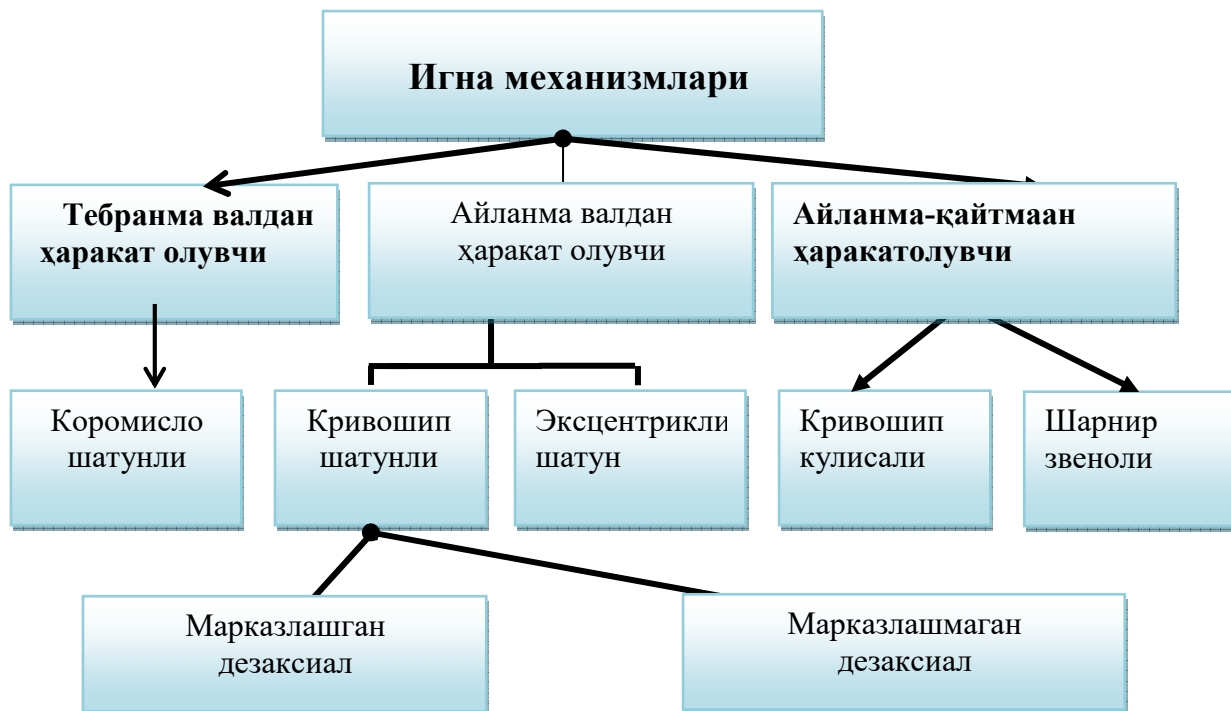 Игна механизмлари
Тебранма валдан
ҳаракат олувчи
Айланма валдан
ҳаракат олувчи
Айланма-қайтмаан
ҳаракатолувчи
Коромисло
шатунли
Кривошип
шатунли
Эксцентрикли
шатун
Кривошип
кулисали
Шарнир
звеноли
Марказлашган
дезаксиал
Марказлашмаган
дезаксиал